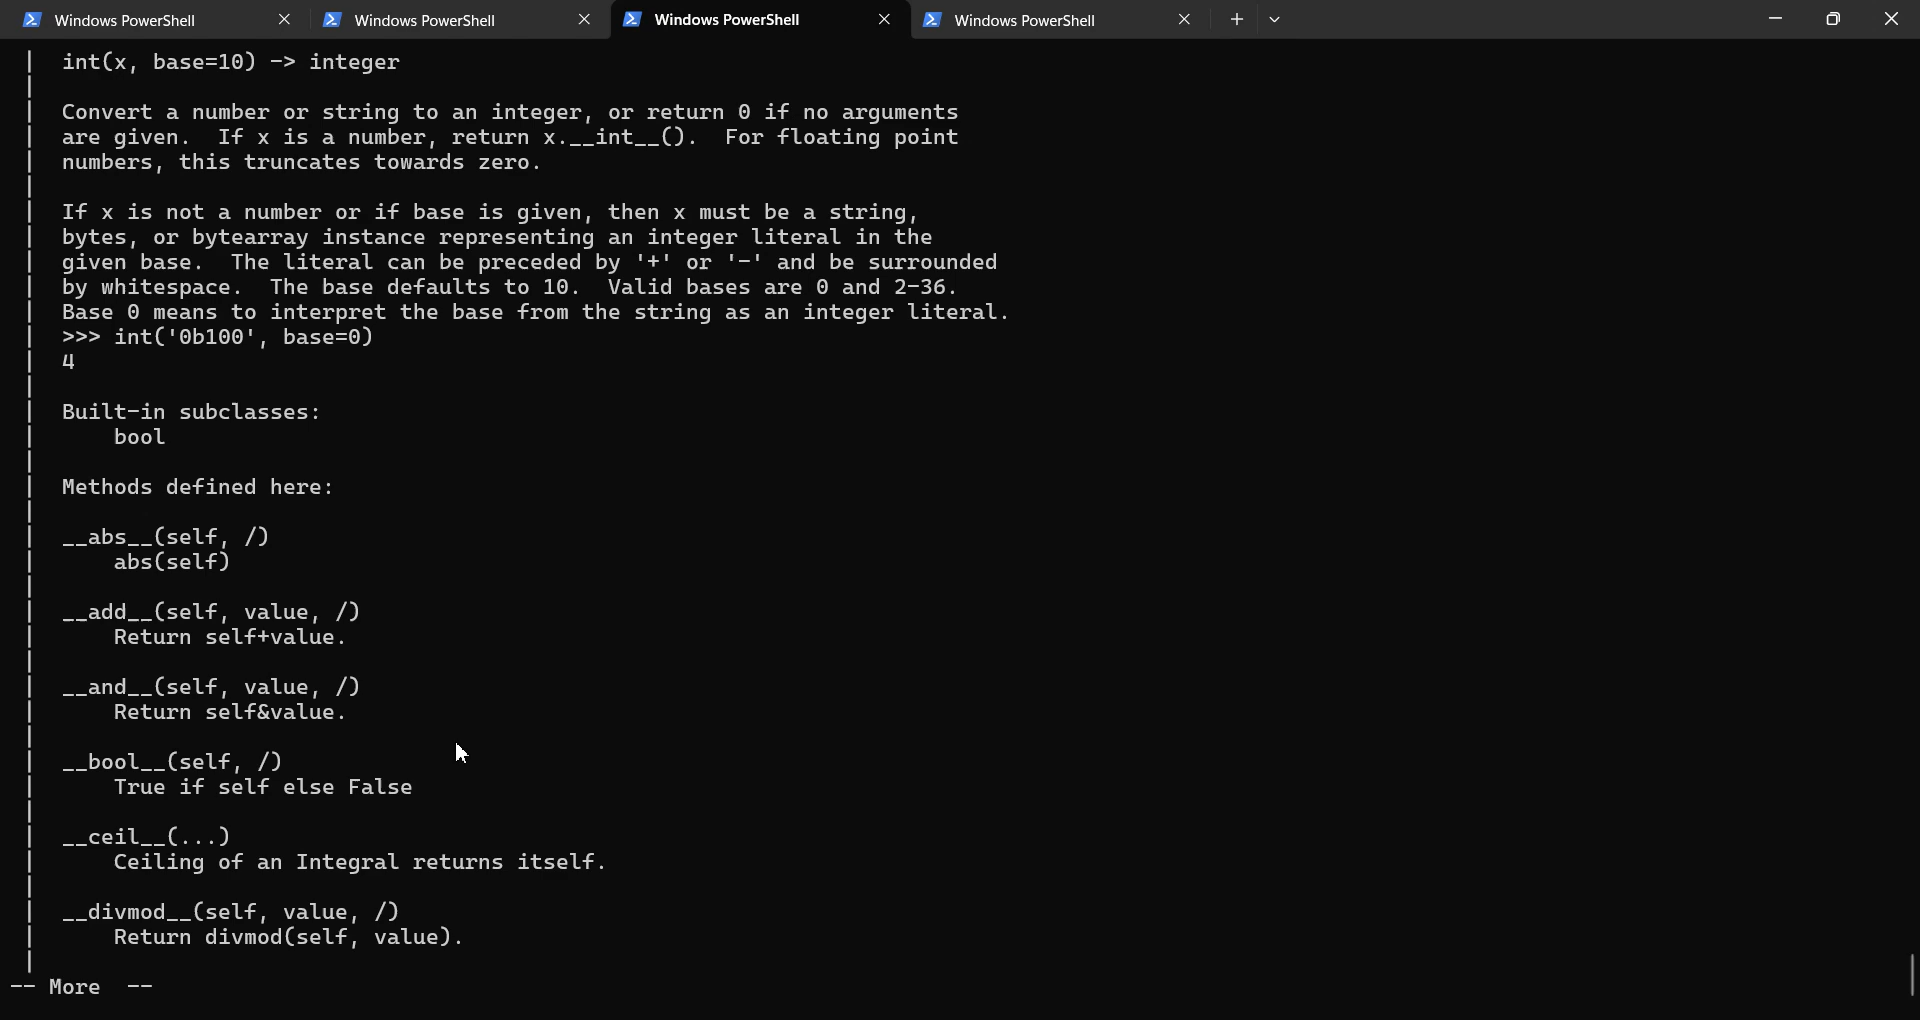 Windows PowerShell
Windows PowerShell
Windows PowerShell
Windows PowerShell
| int(x, base=10) -> integer
|
| Convert a number or string to an integer, or return 0 if no arguments
| are given.  If x is a number, return x.__int__().  For floating point
| numbers, this truncates towards zero.
|
| If x is not a number or if base is given, then x must be a string,
| bytes, or bytearray instance representing an integer literal in the
| given base.  The literal can be preceded by '+' or '-' and be surrounded
| by whitespace.  The base defaults to 10.  Valid bases are 0 and 2-36.
| Base 0 means to interpret the base from the string as an integer literal.
| >>> int('0b100', base=0)
| 4
|
| Built-in subclasses:
|     bool
|
| Methods defined here:
|
| __abs__(self, /)
|     abs(self)
|
| __add__(self, value, /)
|     Return self+value.
|
| __and__(self, value, /)
|     Return self&value.
|
| __bool__(self, /)
|     True if self else False
|
| __ceil__(...)
|     Ceiling of an Integral returns itself.
|
| __divmod__(self, value, /)
|     Return divmod(self, value).
|
-- More  --